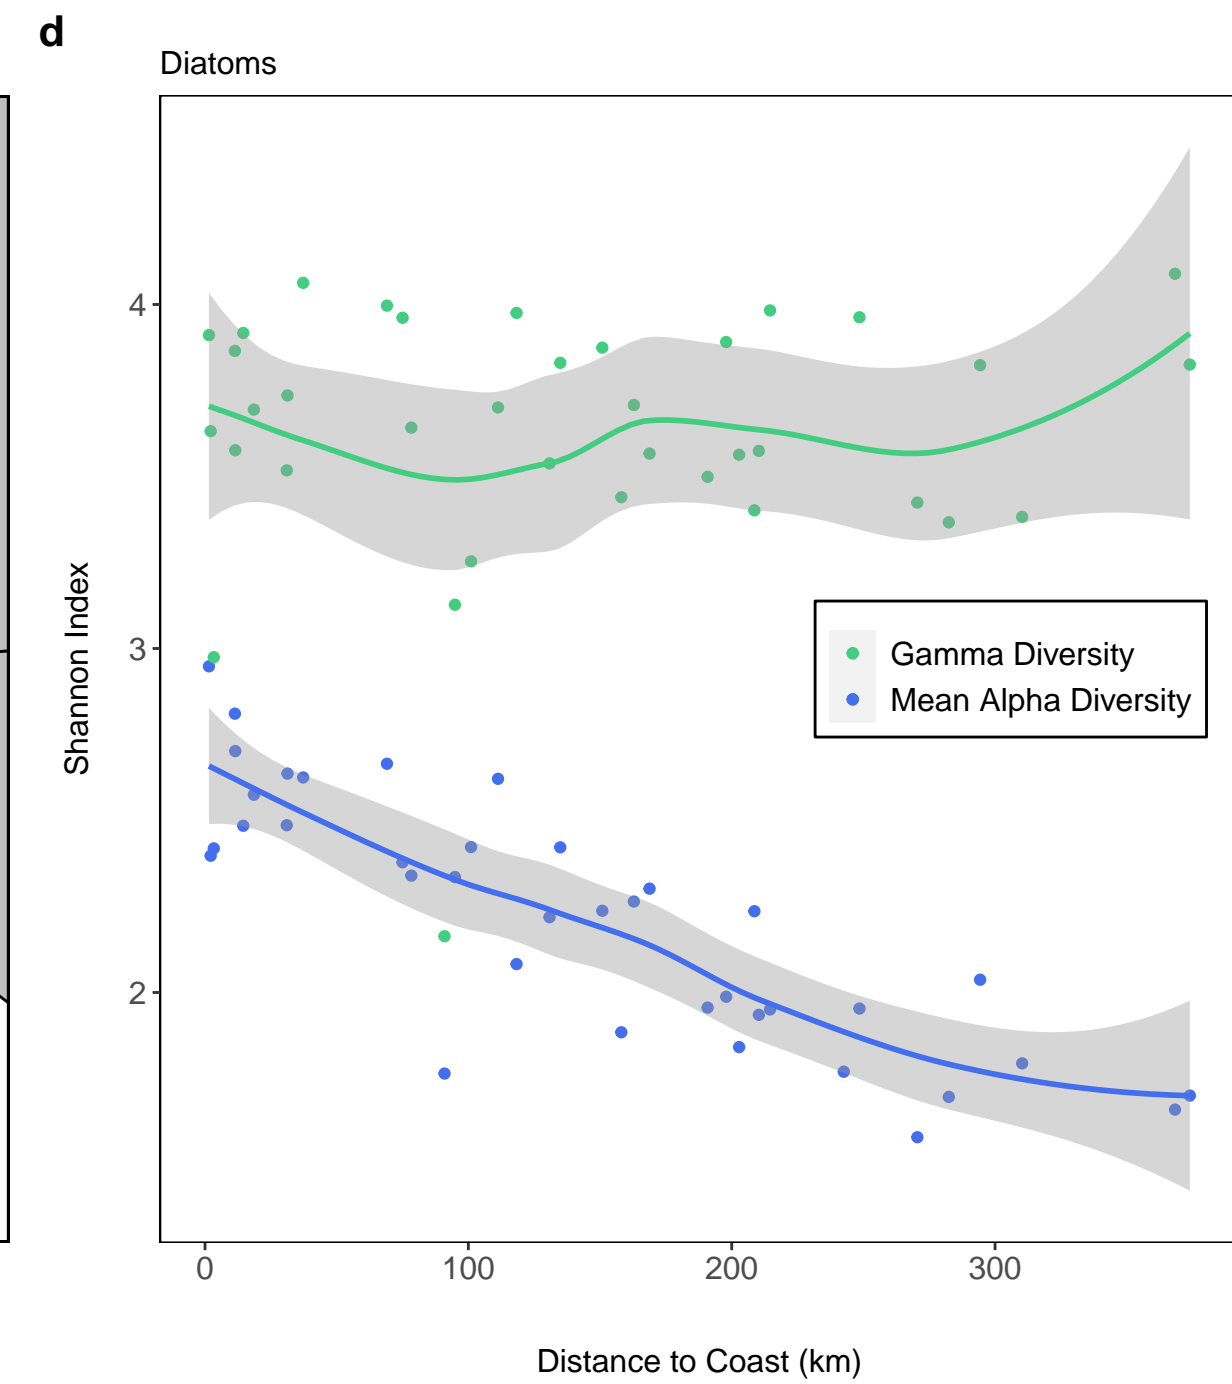 d
Diatoms
4
3
2
Shannon Index
Gamma Diversity
Mean Alpha Diversity
0 100 200 300
Distance to Coast (km)